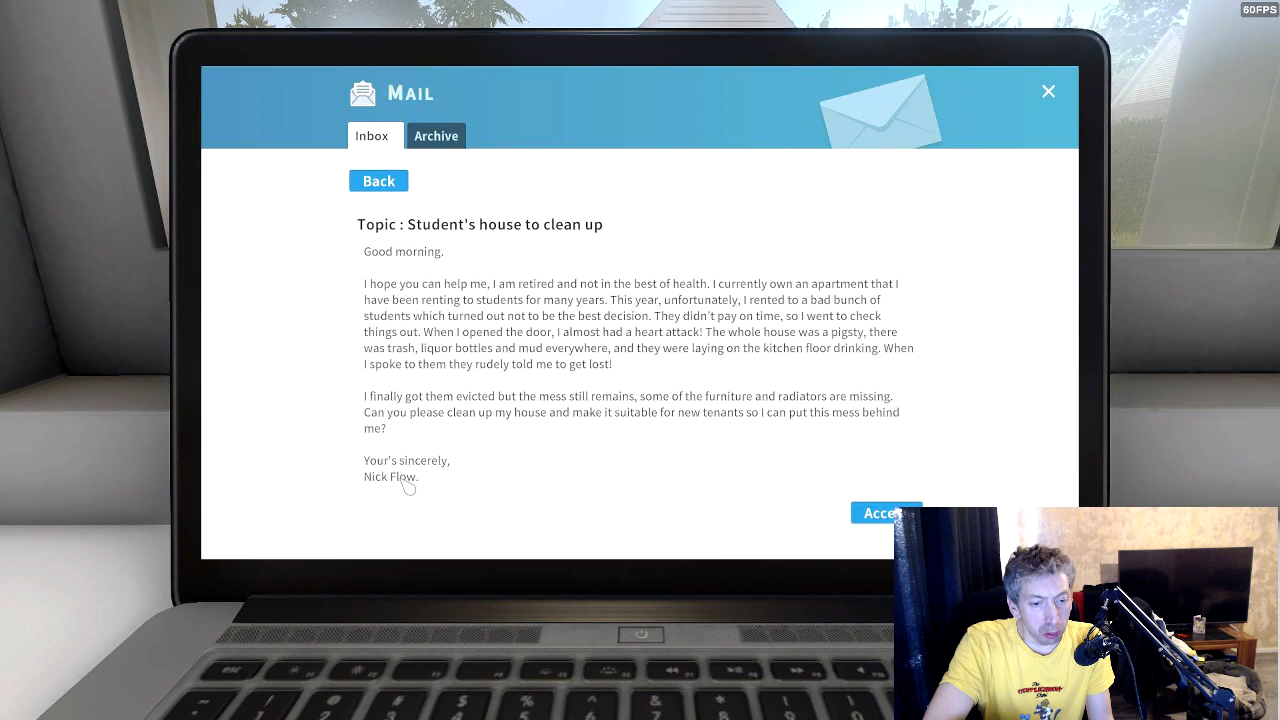 60FPS
MAIL
Inbox
Archive
Back
Topic : Student's house to clean up
Good morning.
I hope you can help me, I am retired and not in the best of health. I currently own an apartment that I
have been renting to students for many years. This year, unfortunately, I rented to a bad bunch of
students which turned out not to be the best decision. They didn't pay on time, so I went to check
things out. When I opened the door, I almost had a heart attack! The whole house was a pigsty, there
was trash, liquor bottles and mud everywhere, and they were laying on the kitchen floor drinking. When
I spoke to them they rudely told me to get lost!
I finally got them evicted but the mess still remains, some of the furniture and radiators are missing.
Can you please clean up my house and make it suitable for new tenants so I can put this mess behind
me?
Your's sincerely,
Nick Flow.
Acce
esc